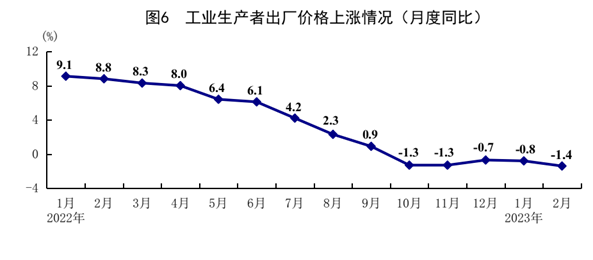 图6 工业生产者出厂价格上涨情况（月度同比）
(%)
12
8
4
0
-4
9.1 8.8 8.3 8.0 6.4 6.1 4.2 2.3 0.9 -1.3 -1.3 -0.7 -0.8 -1.4
1月 2月 3月 4月 5月 6月 7月 8月 9月 10月 11月 12月 1月 2月
2022年 2023年